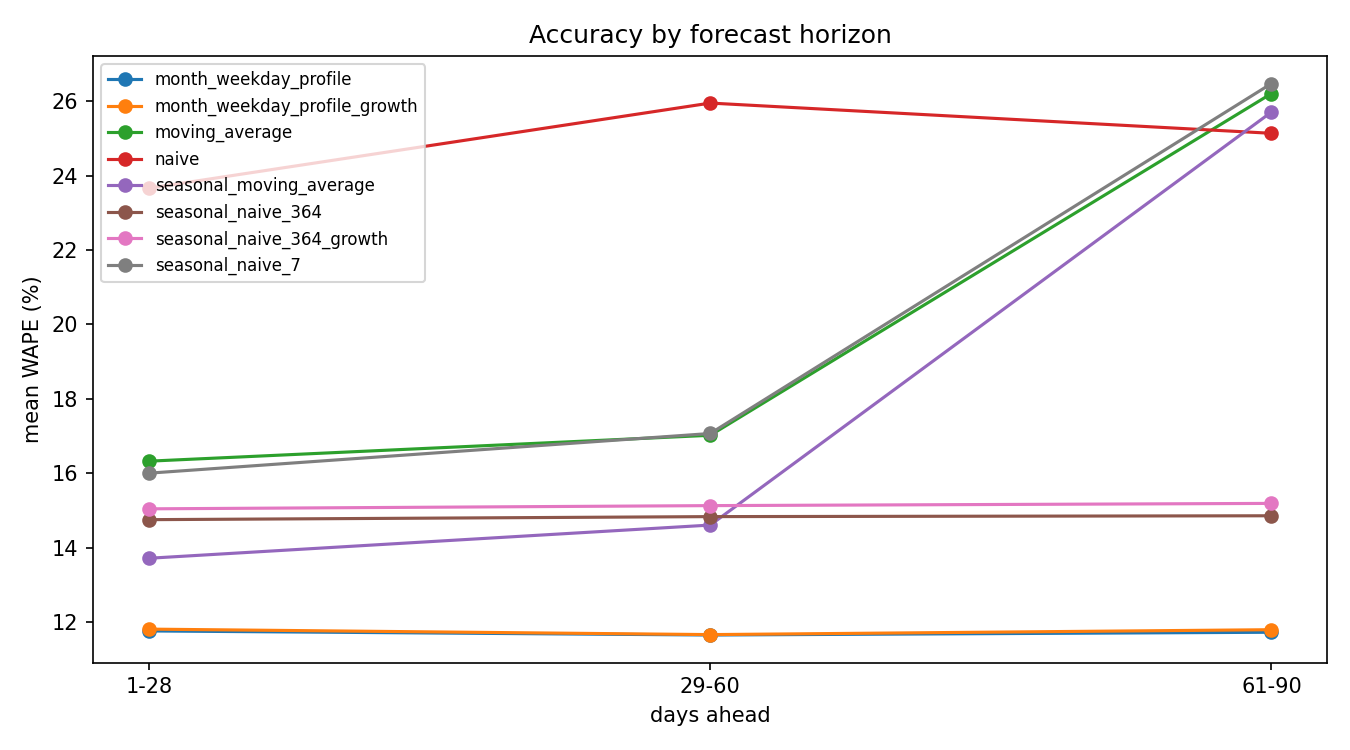 Accuracy by forecast horizon
month_weekday_profile
month_weekday_profile_growth
moving_average
naive
seasonal_moving_average
seasonal_naive_364
seasonal_naive_364_growth
seasonal_naive_7
mean WAPE (%)
26
24
22
20
18
16
14
12
1-28 29-60 61-90
days ahead